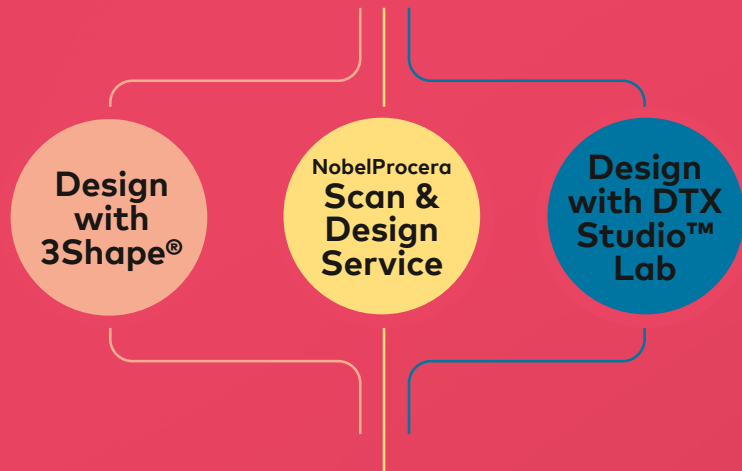 Design
with
3Shape®
NobelProcera
Scan &
Design
Service
Design
with DTX
Studio™
Lab